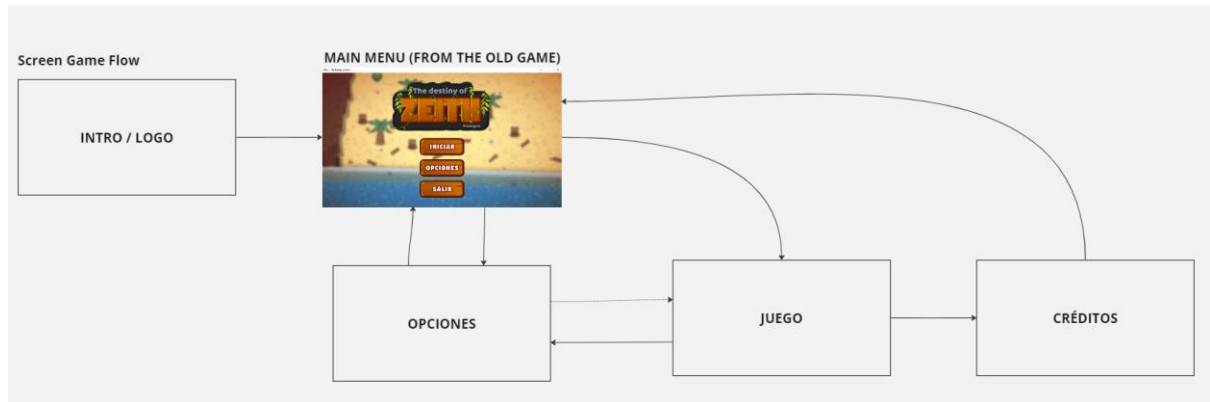 Screen Game Flow
MAIN MENU (FROM THE OLD GAME)
INTRO / LOGO
The destiny of
ZEITH
INICIAR
OPCIONES
SALIR
OPCIONES
JUEGO
CRÉDITOS